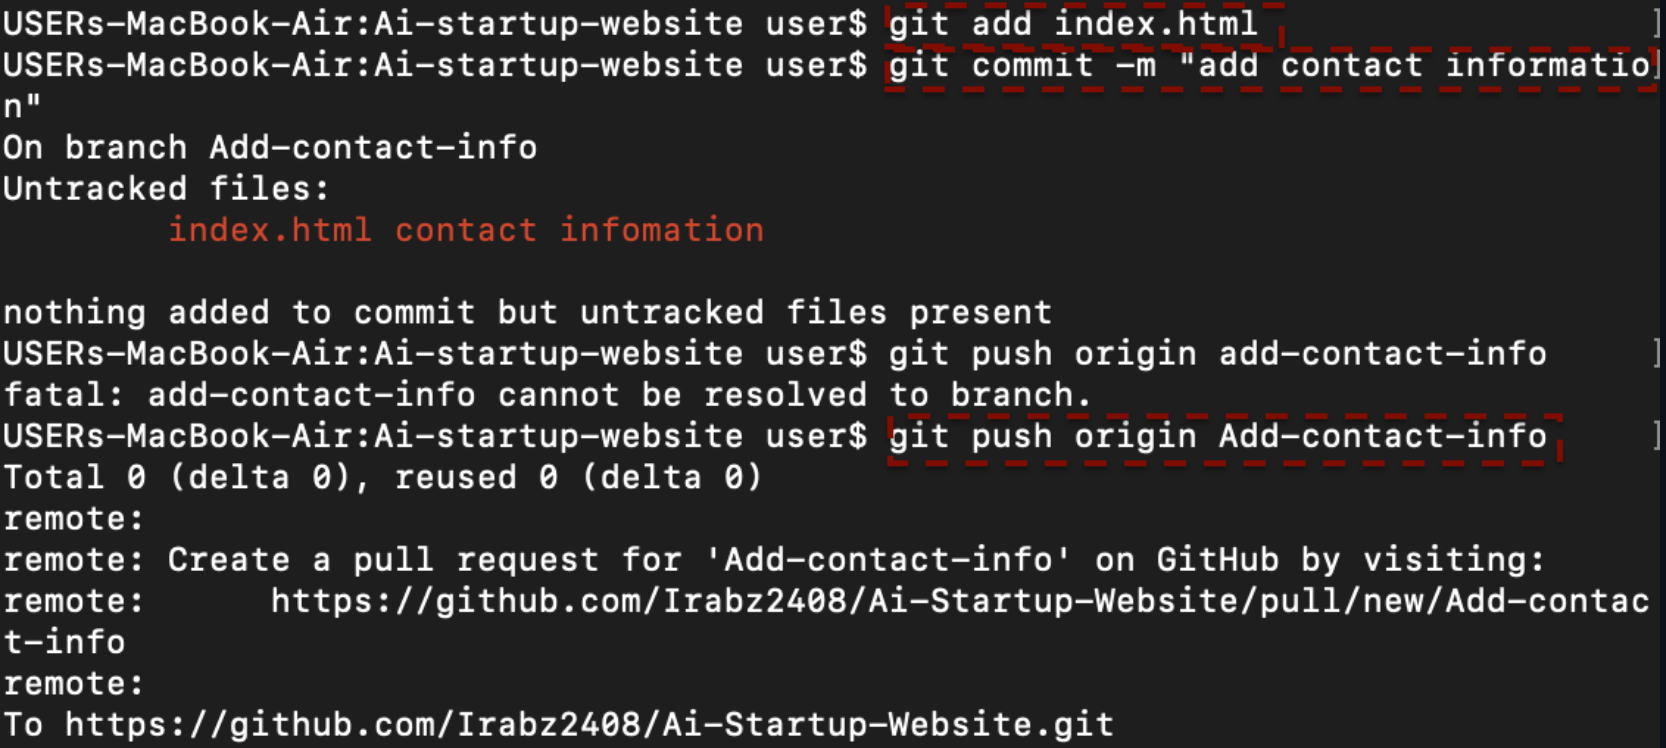 USERs-MacBook-Air:Ai-startup-website user$ git add index.html ]
USERs-MacBook-Air:Ai-startup-website user$ git commit -m "add contact informatio]
n"
On branch Add-contact-info
Untracked files:
index.html contact infomation
nothing added to commit but untracked files present
USERs-MacBook-Air:Ai-startup-website user$ git push origin add-contact-info ]
fatal: add-contact-info cannot be resolved to branch.
USERs-MacBook-Air:Ai-startup-website user$ git push origin Add-contact-info ]
Total 0 (delta 0), reused 0 (delta 0)
remote:
remote: Create a pull request for 'Add-contact-info' on GitHub by visiting:
remote: https://github.com/Irabz2408/Ai-Startup-Website/pull/new/Add-contac
t-info
remote:
To https://github.com/Irabz2408/Ai-Startup-Website.git